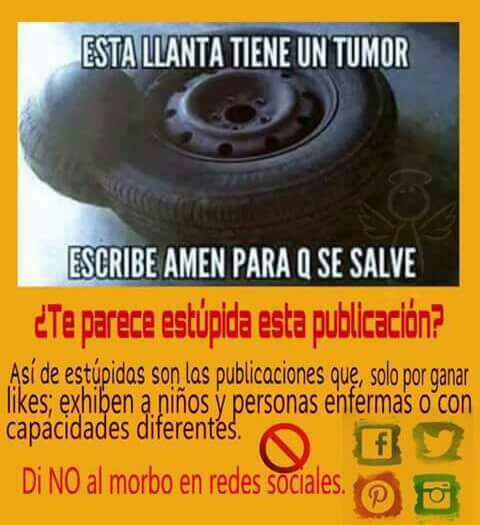 ESTA LLANTA TIENE UN TUMOR
ESCRIBE AMEN PARA Q SE SALVE
¿Te parece estúpida esta publicación?
Así de estúpidas son las publicaciones que, solo por ganar
likes; exhiben a niños y personas enfermas o con
capacidades diferentes.
Di NO al morbo en redes sociales.